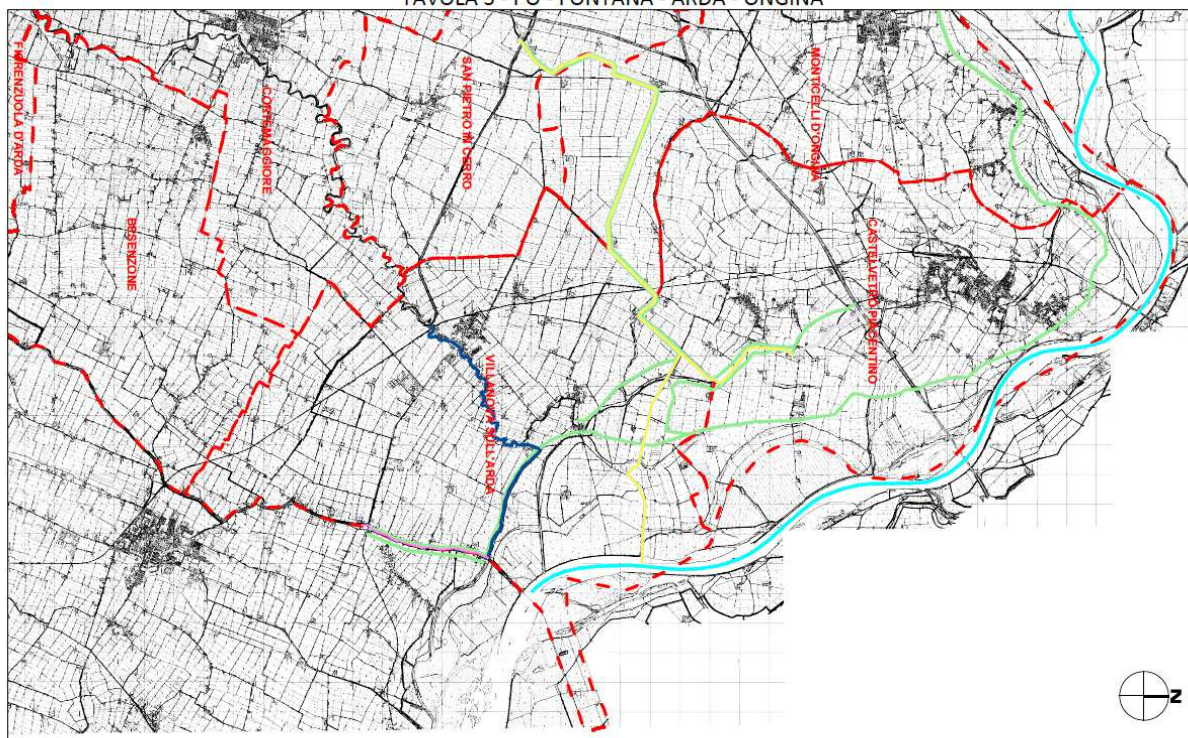 TAVOLA 3 - PO - FONTANA - ARDA - ONGINA
FIORENZUOLA D'ARDA
CORTEMAGGIORE
SAN PIETRO IN CERRO
MONTICELLI D'ONGINA
BESENZONE
CASTELVETRO PIACENTINO
VILLANOVA SULL'ARDA
N